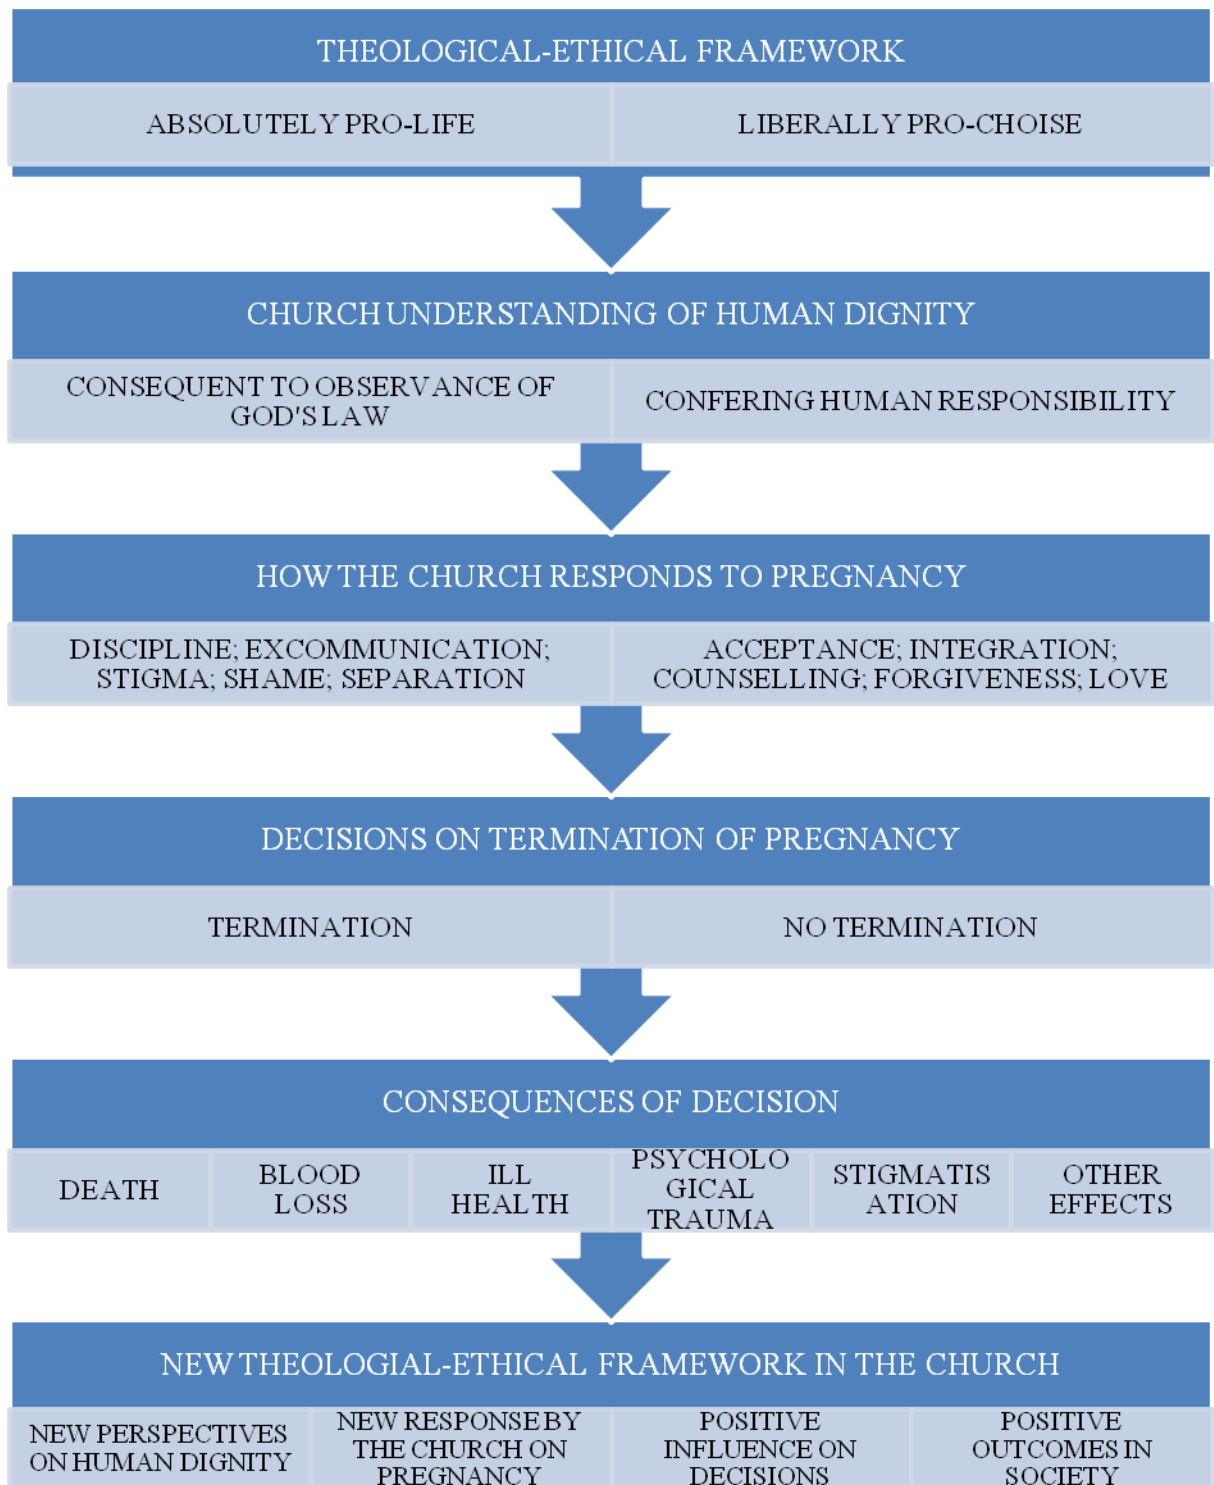 THEOLOGICAL-ETHICAL FRAMEWORK
ABSOLUTELY PRO-LIFE
LIBERALLY PRO-CHOISE
CHURCH UNDERSTANDING OF HUMAN DIGNITY
CONSEQUENT TO OBSERVANCE OF
GOD'S LAW
CONFERING HUMAN RESPONSIBILITY
HOW THE CHURCH RESPONDS TO PREGNANCY
DISCIPLINE; EXCOMMUNICATION;
STIGMA; SHAME; SEPARATION
ACCEPTANCE; INTEGRATION;
COUNSELLING; FORGIVENESS; LOVE
DECISIONS ON TERMINATION OF PREGNANCY
TERMINATION
NO TERMINATION
CONSEQUENCES OF DECISION
DEATH
BLOOD
LOSS
ILL
HEALTH
PSYCHOLO
GICAL
TRAUMA
STIGMATIS
ATION
OTHER
EFFECTS
NEW THEOLOGIAL-ETHICAL FRAMEWORK IN THE CHURCH
NEW PERSPECTIVES
ON HUMAN DIGNITY
NEW RESPONSE BY
THE CHURCH ON
PREGNANCY
POSITIVE
INFLUENCE ON
DECISIONS
POSITIVE
OUTCOMES IN
SOCIETY